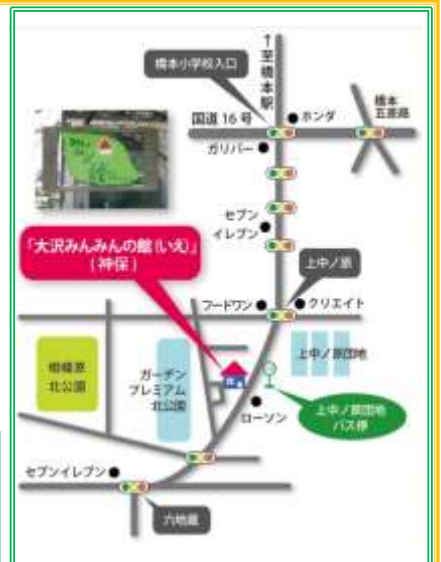 ↑至橋本駅
橋本小学校入口
国道16号
ホンダ
橋本
五差路
ガリバー
セブン
イレブン
「大沢みんみんの館(いえ)」
(神保)
上中ノ原
フードワン
クリエイト
相模原
北公園
ガーデン
プレミアム
北公園
上中ノ原団地
ローソン
上中ノ原団地
バス停
セブンイレブン
六地蔵